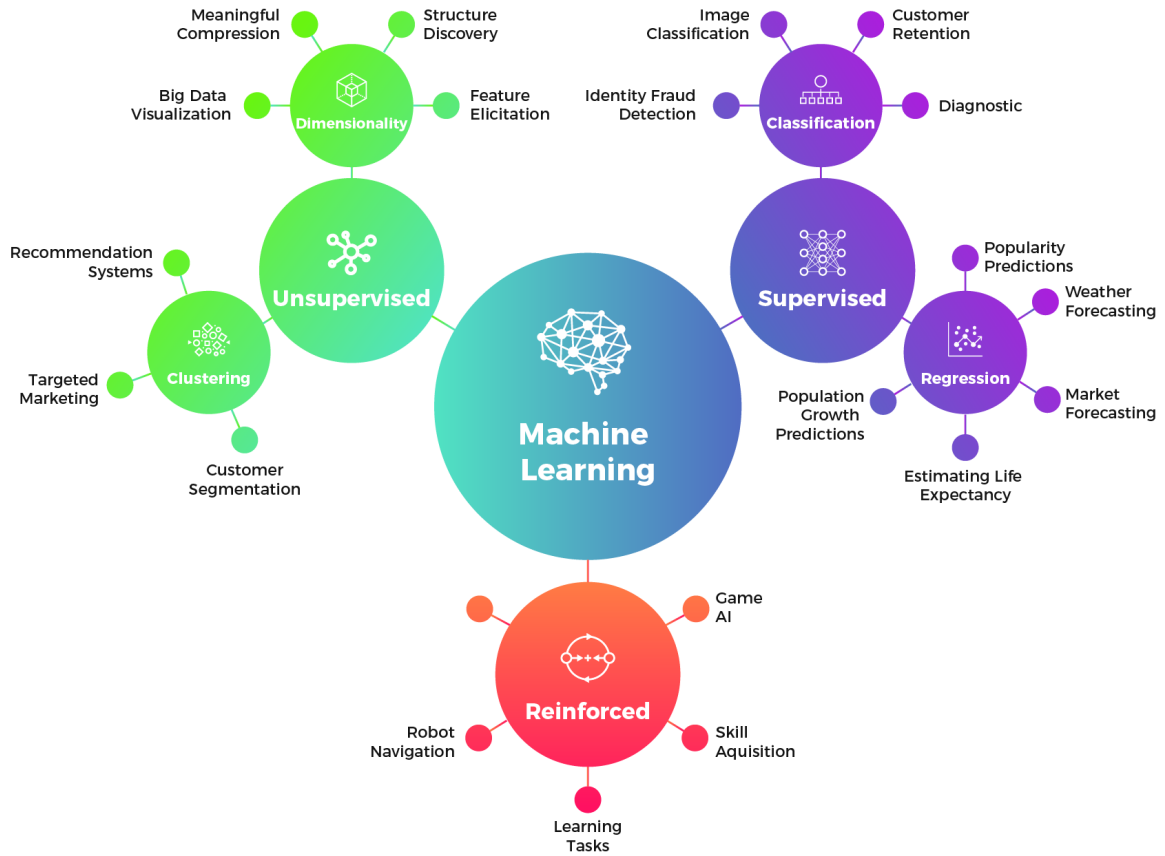 Meaningful
Compression
Structure
Discovery
Big Data
Visualization
Feature
Elicitation
Dimensionality
Image
Classification
Customer
Retention
Identity Fraud
Detection
Diagnostic
Classification
Recommendation
Systems
Unsupervised
Clustering
Targeted
Marketing
Customer
Segmentation
Supervised
Popularity
Predictions
Weather
Forecasting
Regression
Population
Growth
Predictions
Market
Forecasting
Estimating Life
Expectancy
Machine
Learning
Game
AI
Reinforced
Robot
Navigation
Skill
Aquisition
Learning
Tasks